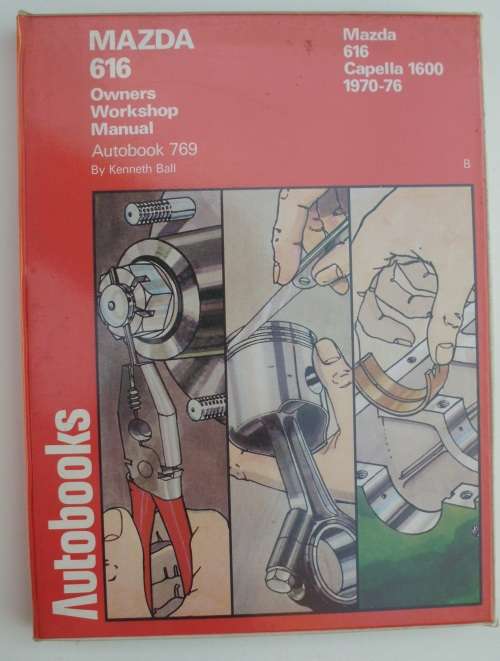 MAZDA
616
Owners
Workshop
Manual
Autobook 769
By Kenneth Ball
Mazda
616
Capella 1600
1970-76
B
Autobooks